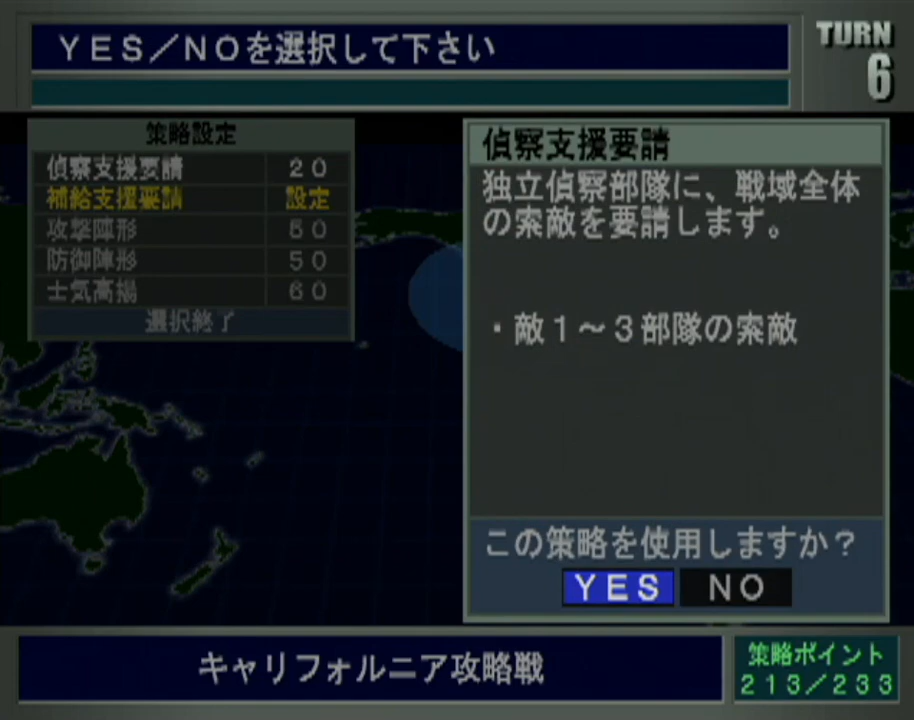 YES/NOを選択して下さい
TURN
6
策略設定
偵察支援要請 20
補給支援要請 設定
攻撃陣形 50
防御陣形 50
士気高揚 60
選択終了
偵察支援要請
独立偵察部隊に、戦域全体
の索敵を要請します。
・敵1~3部隊の索敵
この策略を使用しますか?
YES NO
キャリフォルニア攻略戦
策略ポイント
213/233